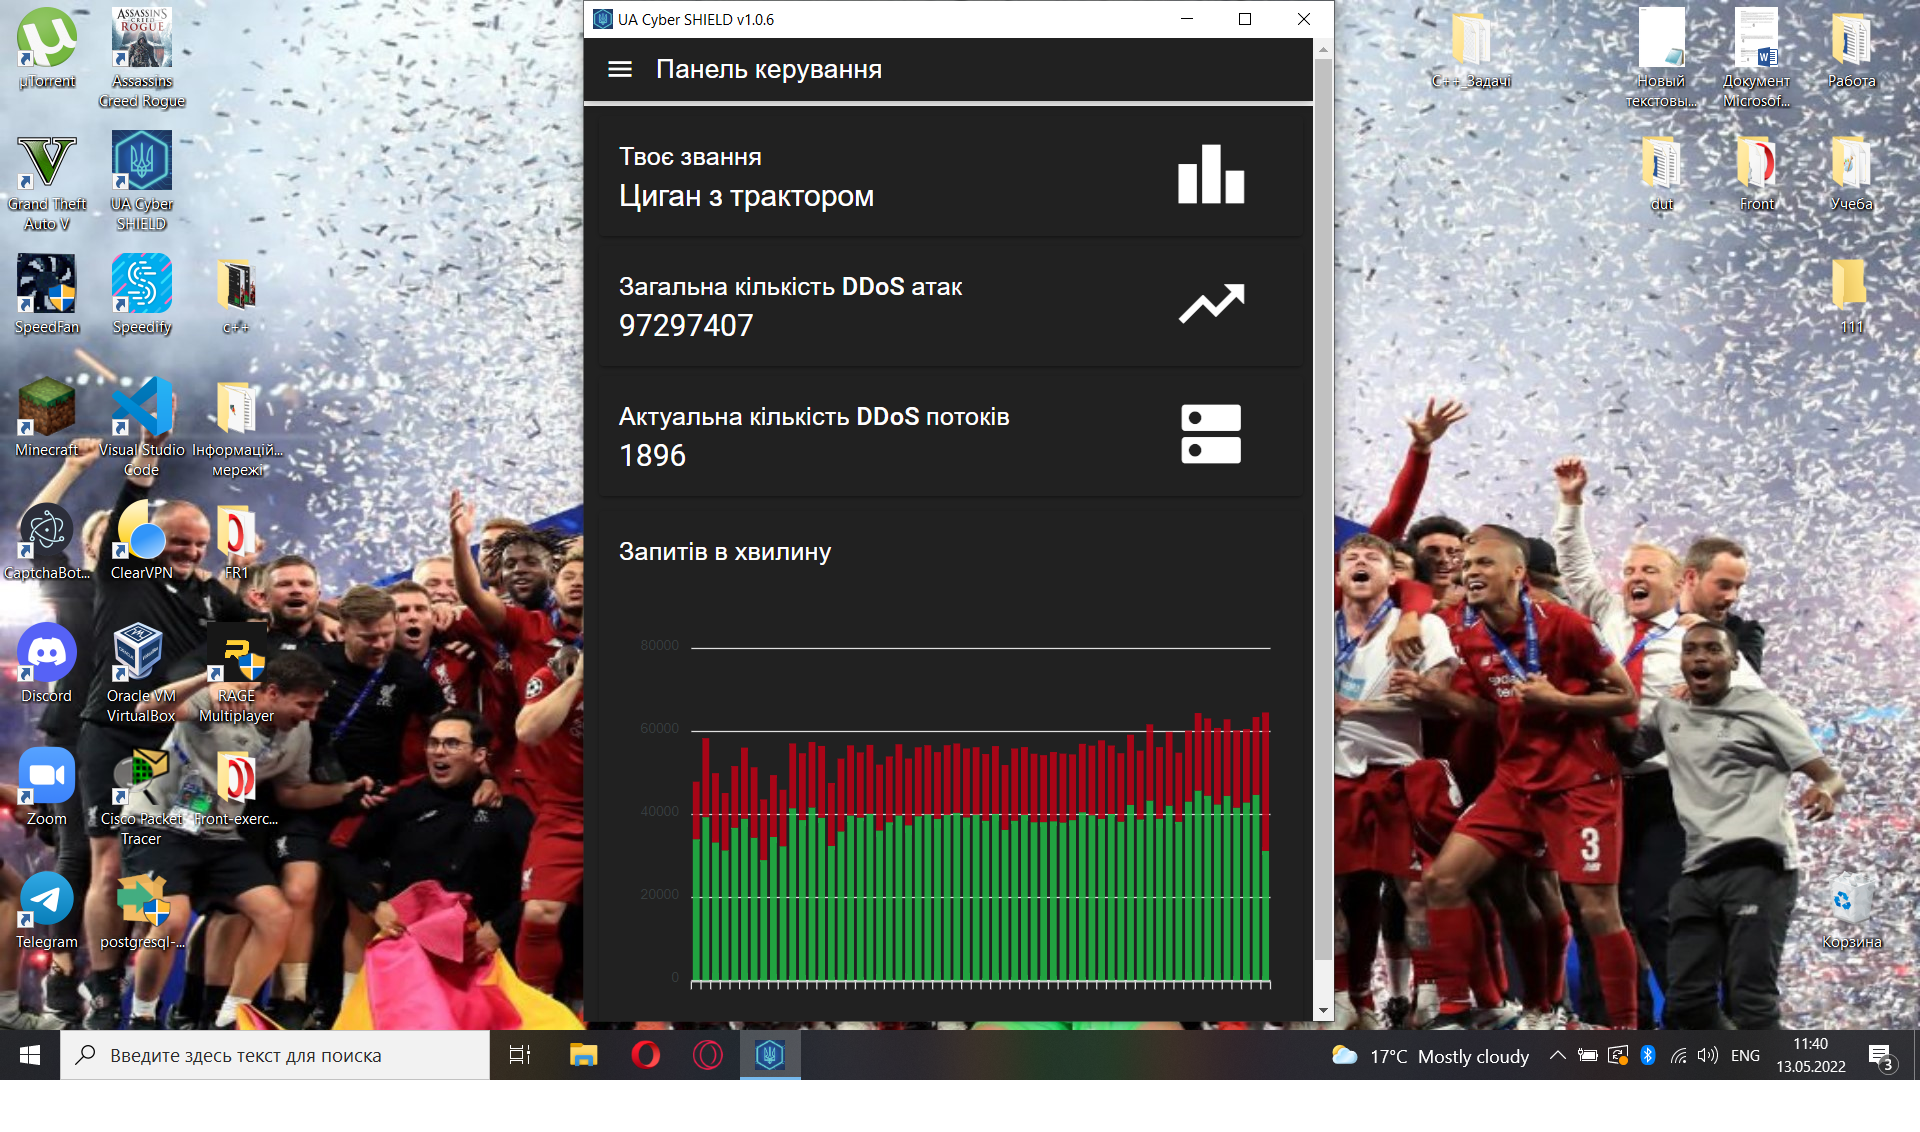 UA Cyber SHIELD v1.0.6
Панель керування
Твоє звання
Циган з трактором
Загальна кількість DDoS атак
97297407
Актуальна кількість DDoS потоків
1896
Запитів в хвилину
80000
60000
40000
20000
0
µTorrent
Assassins
Creed Rogue
Grand Theft
Auto V
UA Cyber
SHIELD
SpeedFan
Speedify
c++
Minecraft
Visual Studio
Code
Інформацій...
мережі
CaptchaBot...
ClearVPN
FR1
Discord
Oracle VM
VirtualBox
RAGE
Multiplayer
Zoom
Cisco Packet
Tracer
Front-exerc...
Telegram
postgresql-...
C++_Задачі
Новый
текстовы...
Документ
Microsof...
Работа
dut
Front
Учеба
111
Корзина
3
Введите здесь текст для поиска
17°C Mostly cloudy
ENG
11:40
13.05.2022
3